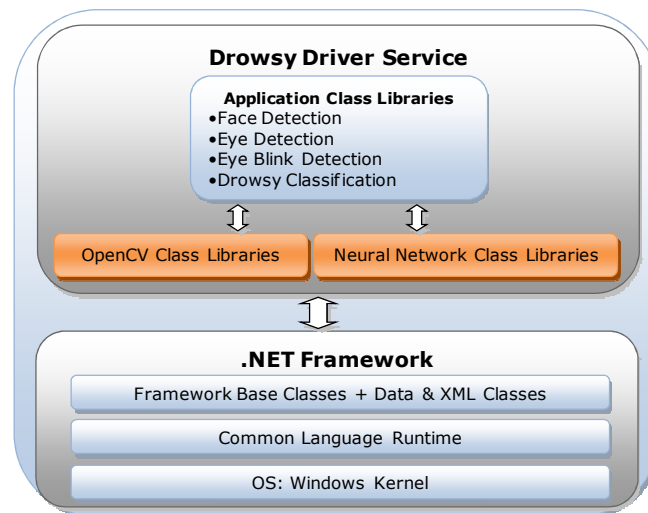 Drowsy Driver Service
Application Class Libraries
•Face Detection
•Eye Detection
•Eye Blink Detection
•Drowsy Classification
OpenCV Class Libraries
Neural Network Class Libraries
.NET Framework
Framework Base Classes + Data & XML Classes
Common Language Runtime
OS: Windows Kernel